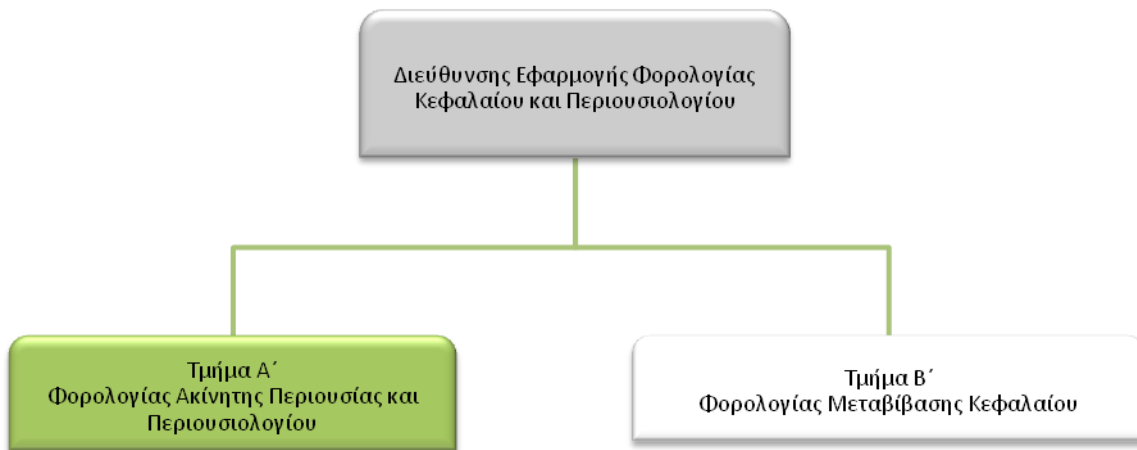 Διεύθυνσης Εφαρμογής Φορολογίας
Κεφαλαίου και Περιουσιολογίου
Τμήμα Α΄
Φορολογίας Ακίνητης Περιουσίας και
Περιουσιολογίου
Τμήμα Β΄
Φορολογίας Μεταβίβασης Κεφαλαίου